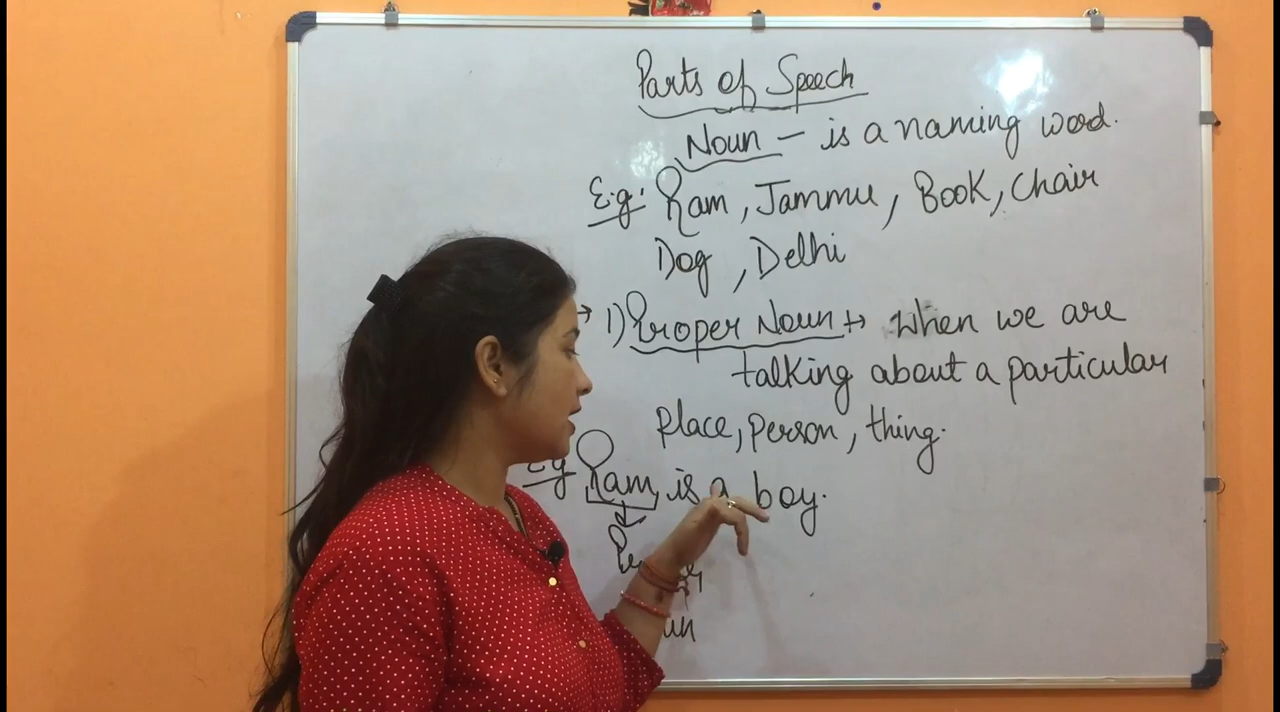 Parts of Speech
Noun - is a naming word.
E.g: Ram, Jammu, Book, Chair
Dog, Delhi
→ 1) Proper Noun → When we are
talking about a particular
place, person, thing.
Eg Ram, is a boy.